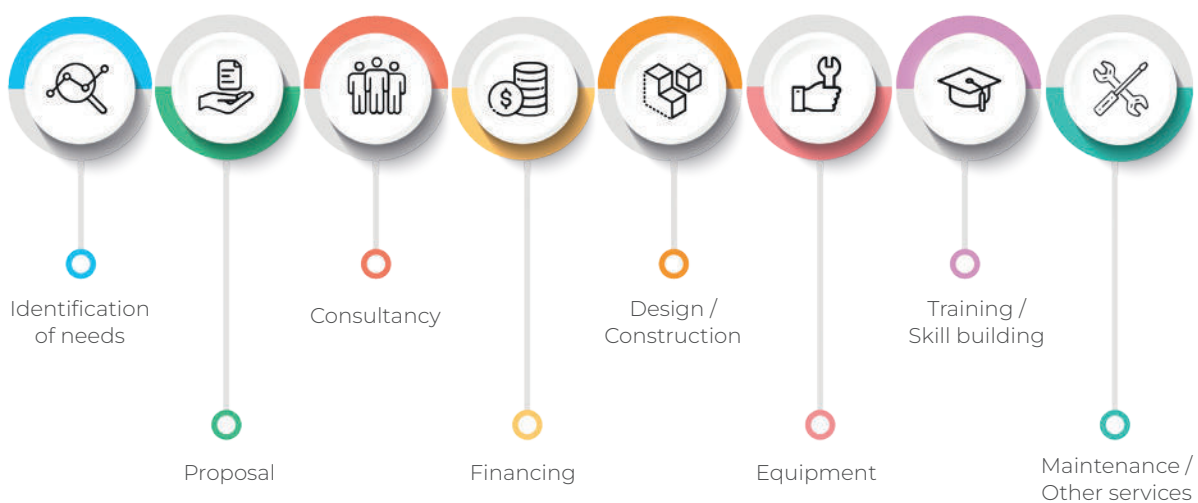 Identification
of needs
Proposal
Consultancy
Financing
Design /
Construction
Equipment
Training /
Skill building
Maintenance /
Other services
$